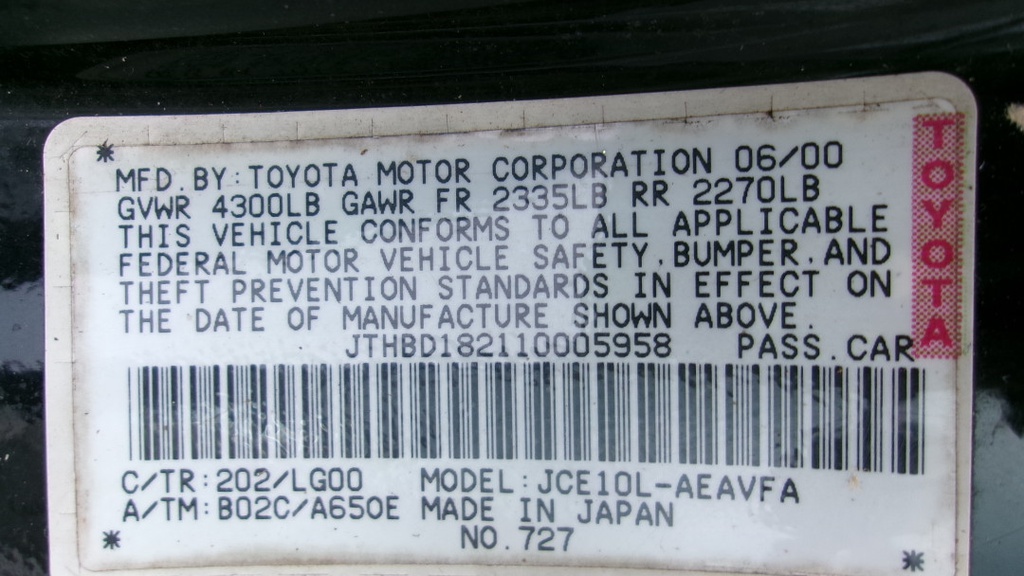 MFD. BY: TOYOTA MOTOR CORPORATION 06/00
GVWR 4300LB GAWR FR 2335LB RR 2270LB
THIS VEHICLE CONFORMS TO ALL APPLICABLE
FEDERAL MOTOR VEHICLE SAFETY, BUMPER, AND
THEFT PREVENTION STANDARDS IN EFFECT ON
THE DATE OF MANUFACTURE SHOWN ABOVE.
JTHBD182110005958 PASS. CAR
C/TR: 202/LG00 MODEL: JCE10L-AEAVFA
A/TM: B02C/A650E MADE IN JAPAN
NO. 727
TOYOTA